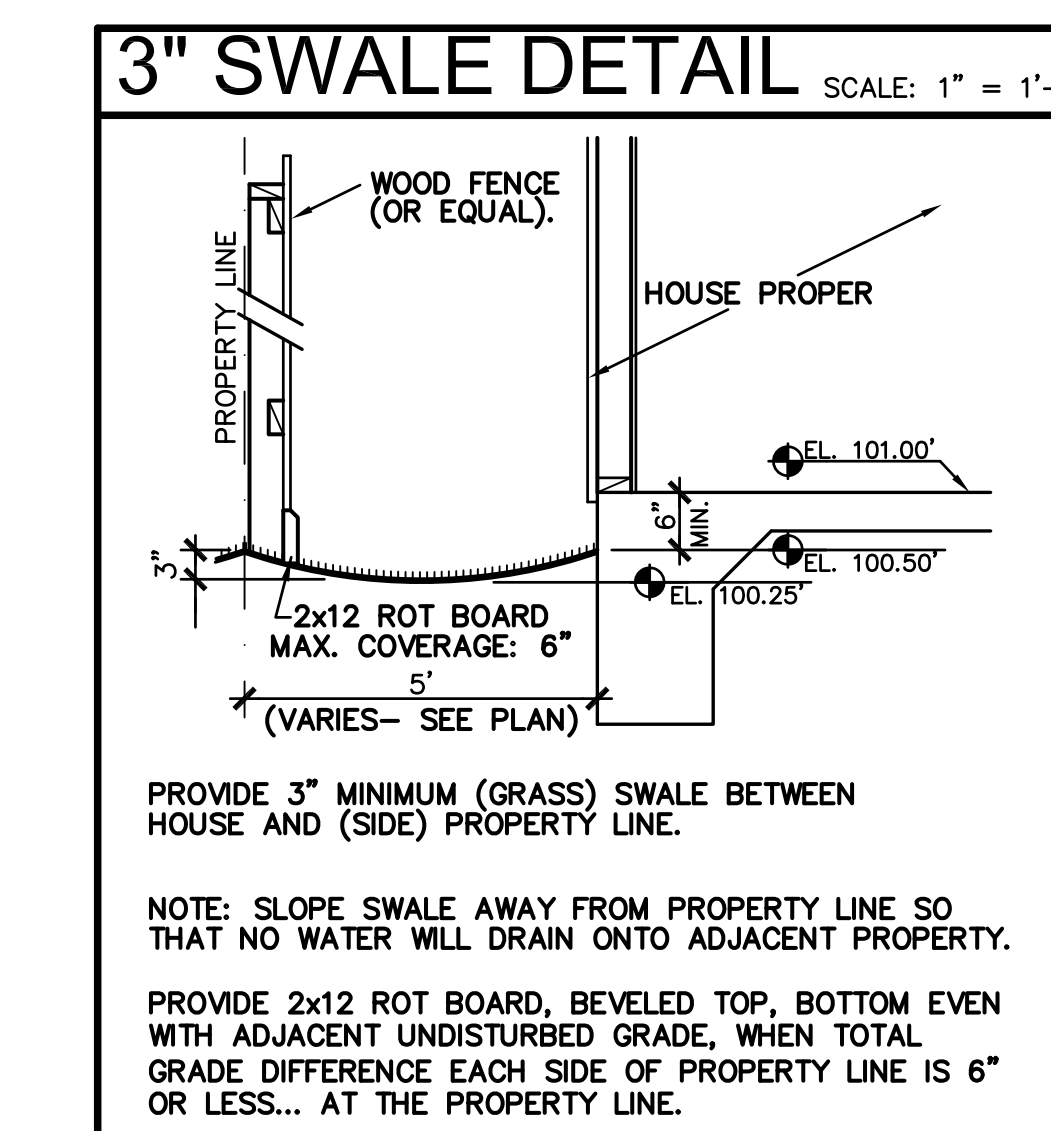 3" SWALE DETAIL SCALE: 1" = 1'-
WOOD FENCE
(OR EQUAL).
PROPERTY LINE
HOUSE PROPER
EL. 101.00'
6"
MIN.
EL. 100.50'
3"
EL. 100.25'
2x12 ROT BOARD
MAX. COVERAGE: 6"
5'
(VARIES- SEE PLAN)
PROVIDE 3" MINIMUM (GRASS) SWALE BETWEEN
HOUSE AND (SIDE) PROPERTY LINE.
NOTE: SLOPE SWALE AWAY FROM PROPERTY LINE SO
THAT NO WATER WILL DRAIN ONTO ADJACENT PROPERTY.
PROVIDE 2x12 ROT BOARD, BEVELED TOP, BOTTOM EVEN
WITH ADJACENT UNDISTURBED GRADE, WHEN TOTAL
GRADE DIFFERENCE EACH SIDE OF PROPERTY LINE IS 6"
OR LESS... AT THE PROPERTY LINE.